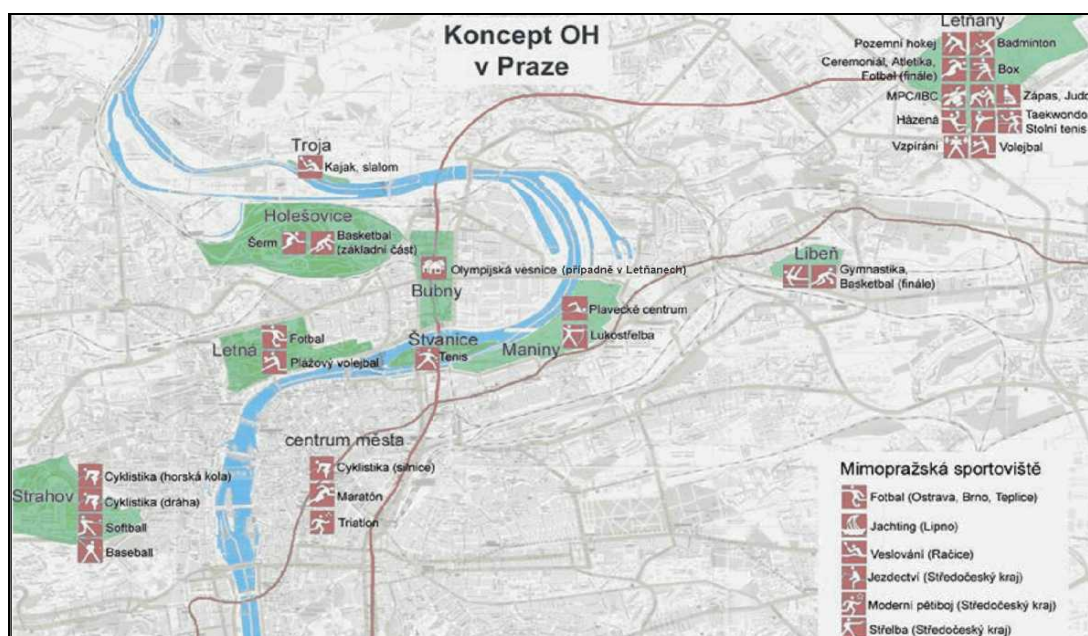 Koncept OH
v Praze
Letňany
Pozemní hokej
Badminton
Ceremoniál, Atletika,
Fotbal (finále)
Box
MPC/IBC
Zápas, Judo
Házená
Taekwondo
Stolní tenis
Vzpírání
Volejbal
Troja
Kajak, slalom
Holešovice
Šerm
Basketbal
(základní část)
Olympijská vesnice (případně v Letňanech)
Bubny
Libeň
Gymnastika,
Basketbal (finále)
Plavecké centrum
Lukostřelba
Maniny
Štvanice
Tenis
Letná
Fotbal
Plážový volejbal
centrum města
Cyklistika (silnice)
Maratón
Triatlon
Strahov
Cyklistika (horská kola)
Cyklistika (dráha)
Softball
Baseball
Mimopražská sportoviště
Fotbal (Ostrava, Brno, Teplice)
Jachting (Lipno)
Veslování (Račice)
Jezdectví (Středočeský kraj)
Moderní pětiboj (Středočeský kraj)
Střelba (Středočeský kraj)